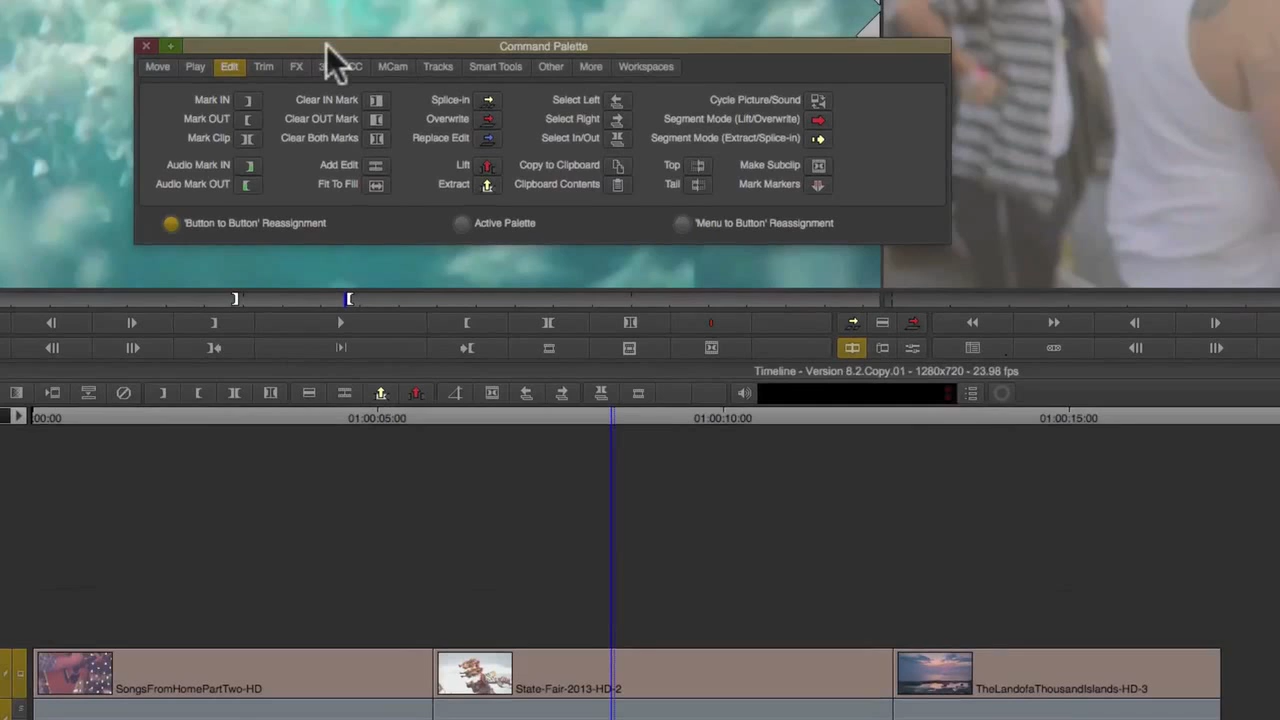 Command Palette
Move Play Edit Trim FX MCam Tracks Smart Tools Other More Workspaces
Mark IN Clear IN Mark Splice-in Select Left Cycle Picture/Sound
Mark OUT Clear OUT Mark Overwrite Select Right Segment Mode (Lift/Overwrite)
Mark Clip Clear Both Marks Replace Edit Select In/Out Segment Mode (Extract/Splice-in)
Audio Mark IN Add Edit Lift Copy to Clipboard Top Make Subclip
Audio Mark OUT Fit To Fill Extract Clipboard Contents Tail Mark Markers
'Button to Button' Reassignment Active Palette 'Menu to Button' Reassignment
Timeline - Version 8.2.Copy.01 - 1280x720 - 23.98 fps
:00:00 01:00:05:00 01:00:10:00 01:00:15:00
SongsFromHomePartTwo-HD State-Fair-2013-HD-2 TheLandofaThousandIslands-HD-3